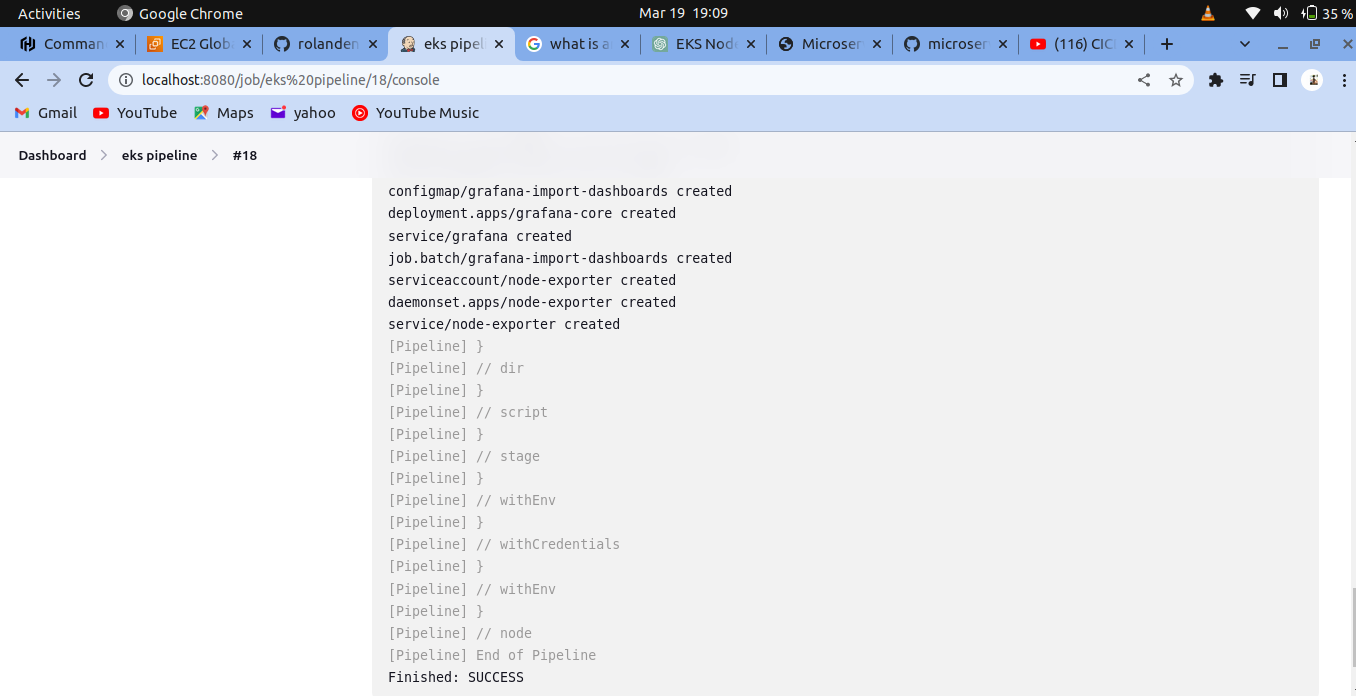 Activities Google Chrome Mar 19 19:09 35 %
Comman EC2 Glob rolanden eks pipeli what is a EKS Node Microser microser (116) CICI
localhost:8080/job/eks%20pipeline/18/console
Gmail YouTube Maps yahoo YouTube Music
Dashboard eks pipeline #18
configmap/grafana-import-dashboards created
deployment.apps/grafana-core created
service/grafana created
job.batch/grafana-import-dashboards created
serviceaccount/node-exporter created
daemonset.apps/node-exporter created
service/node-exporter created
[Pipeline] }
[Pipeline] // dir
[Pipeline] }
[Pipeline] // script
[Pipeline] }
[Pipeline] // stage
[Pipeline] }
[Pipeline] // withEnv
[Pipeline] }
[Pipeline] // withCredentials
[Pipeline] }
[Pipeline] // withEnv
[Pipeline] }
[Pipeline] // node
[Pipeline] End of Pipeline
Finished: SUCCESS